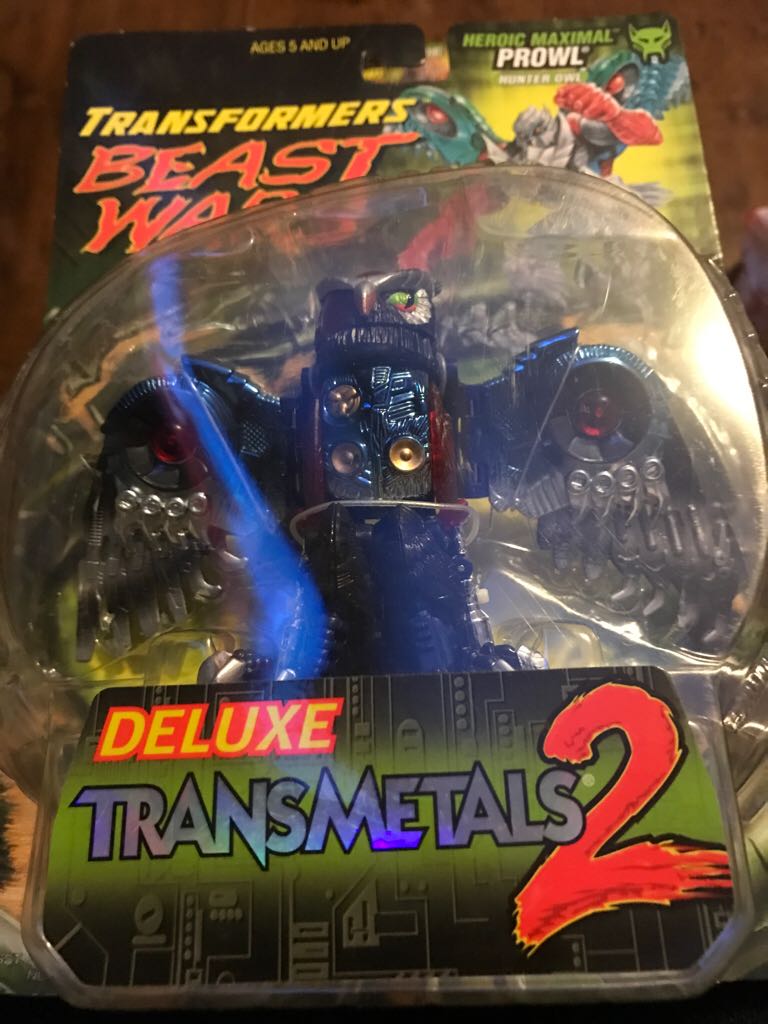 AGES 5 AND UP
HEROIC MAXIMAL
PROWL
HUNTER OWL
TRANSFORMERS
BEAST
DELUXE
TRANSMETALS 2